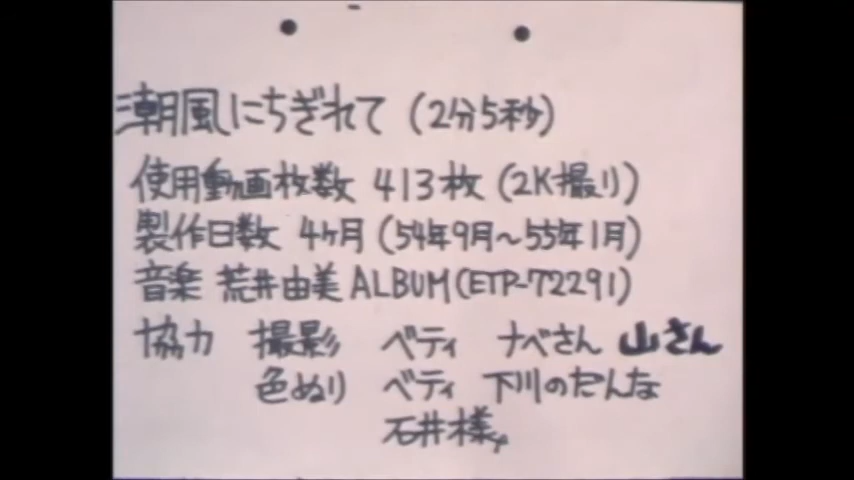 潮風にちぎれて (2分5秒)
使用動画枚数 413枚 (2K撮り)
製作日数 4ヶ月 (54年9月〜55年1月)
音楽 荒井由美 ALBUM (ETP-72291)
協力 撮影 ベティ ナベさん 山さん
色ぬり ベティ 下川のだんな
石井様